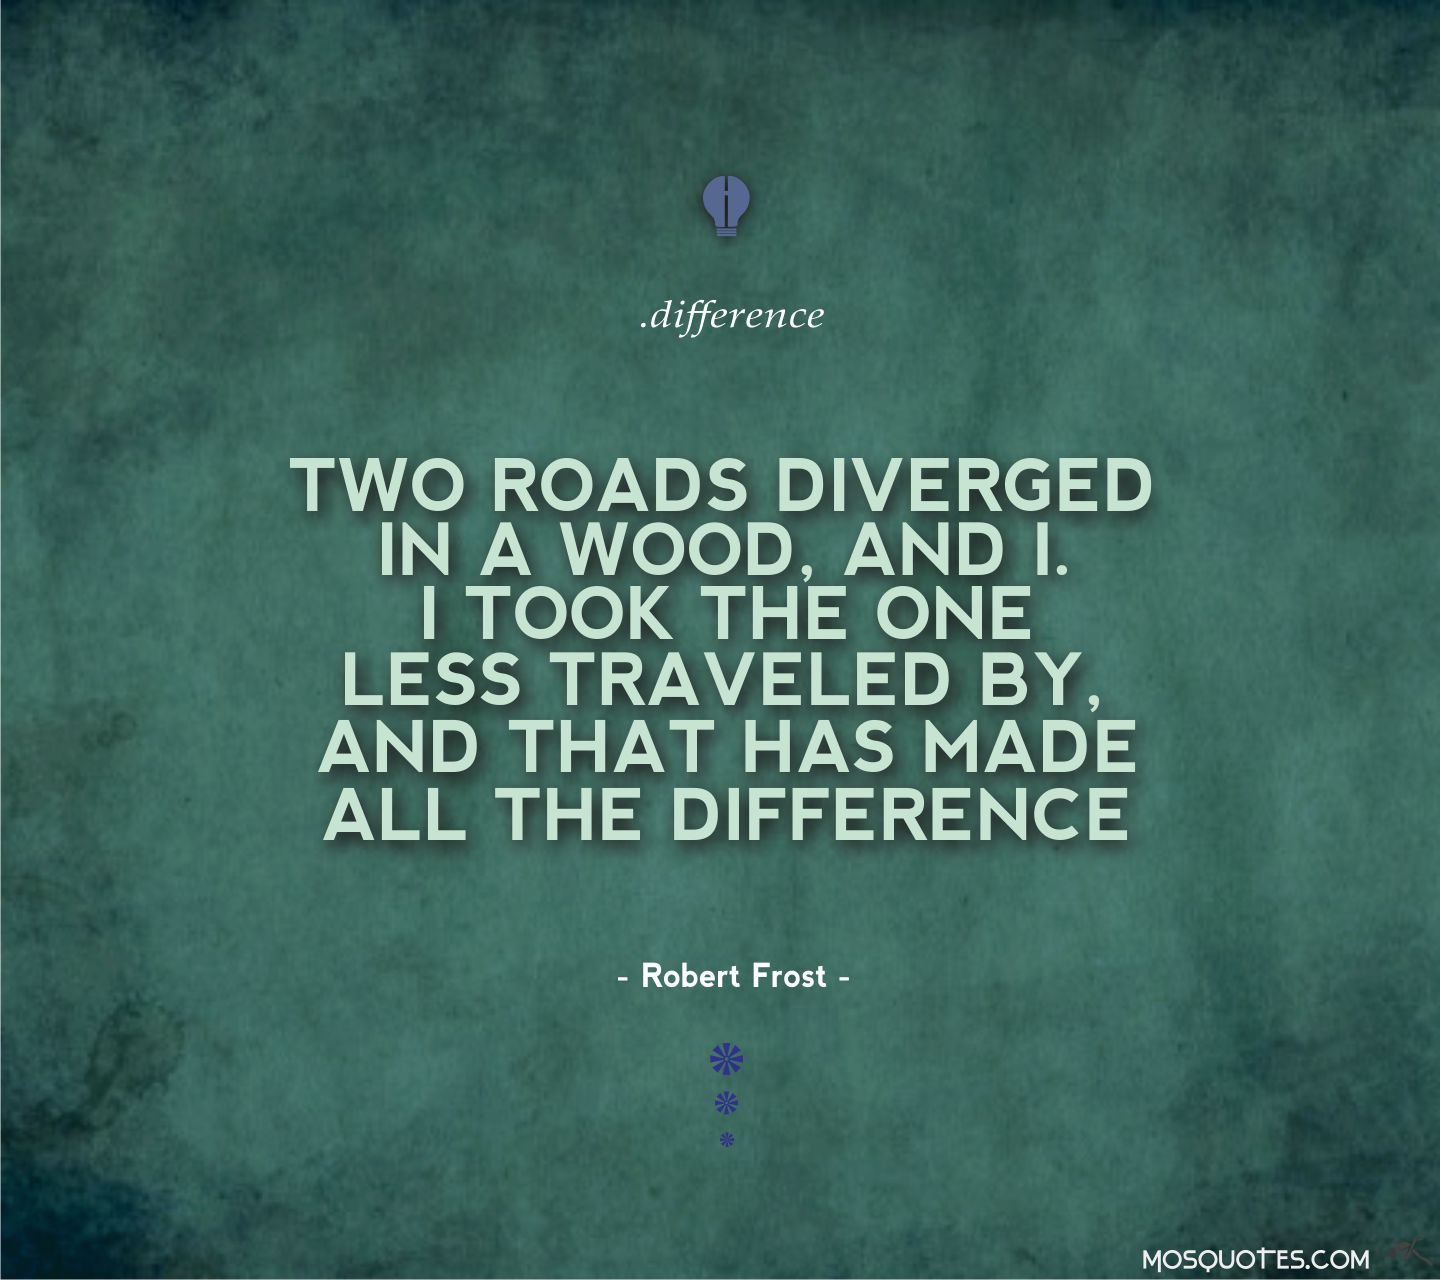 .difference
TWO ROADS DIVERGED
IN A WOOD, AND I.
I TOOK THE ONE
LESS TRAVELED BY,
AND THAT HAS MADE
ALL THE DIFFERENCE
- Robert Frost -
MOSQUOTES.COM